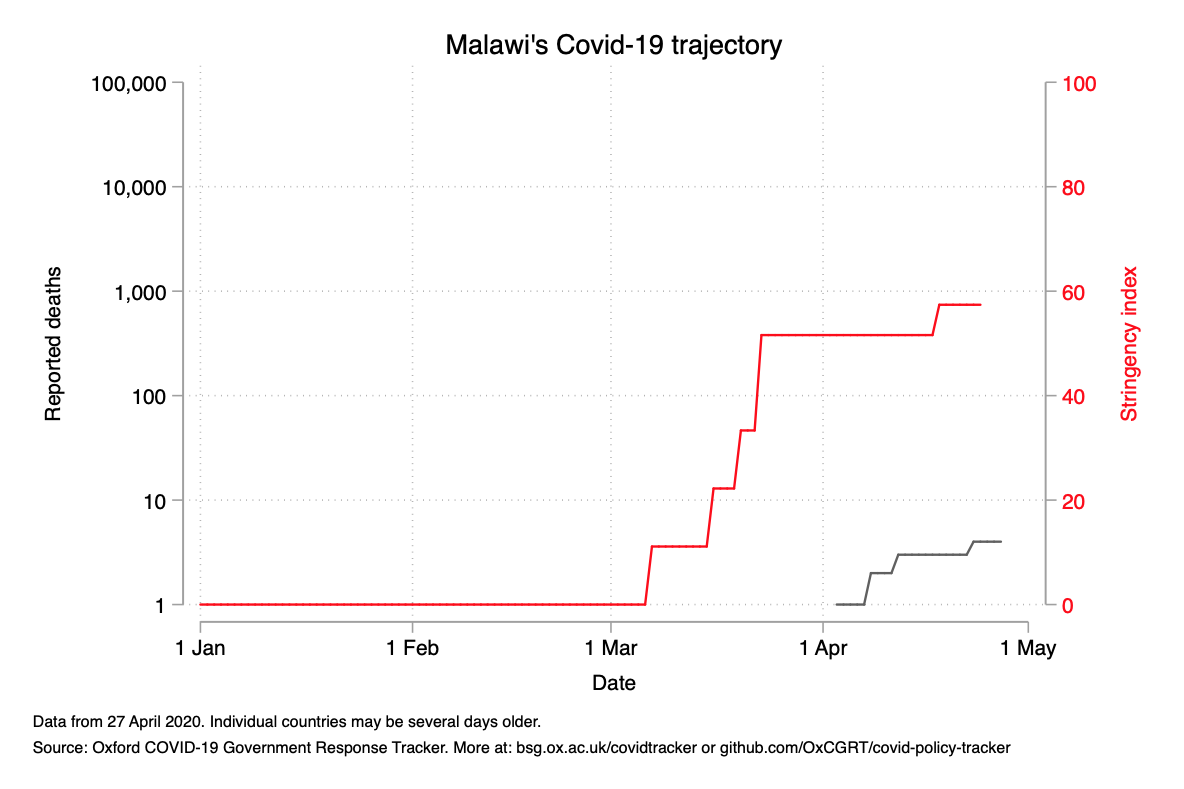 Malawi's Covid-19 trajectory
100,000
10,000
1,000
100
10
1
Reported deaths
100
80
60
40
20
0
Stringency index
1 Jan
1 Feb
1 Mar
1 Apr
1 May
Date
Data from 27 April 2020. Individual countries may be several days older.
Source: Oxford COVID-19 Government Response Tracker. More at: bsg.ox.ac.uk/covidtracker or github.com/OxCGRT/covid-policy-tracker